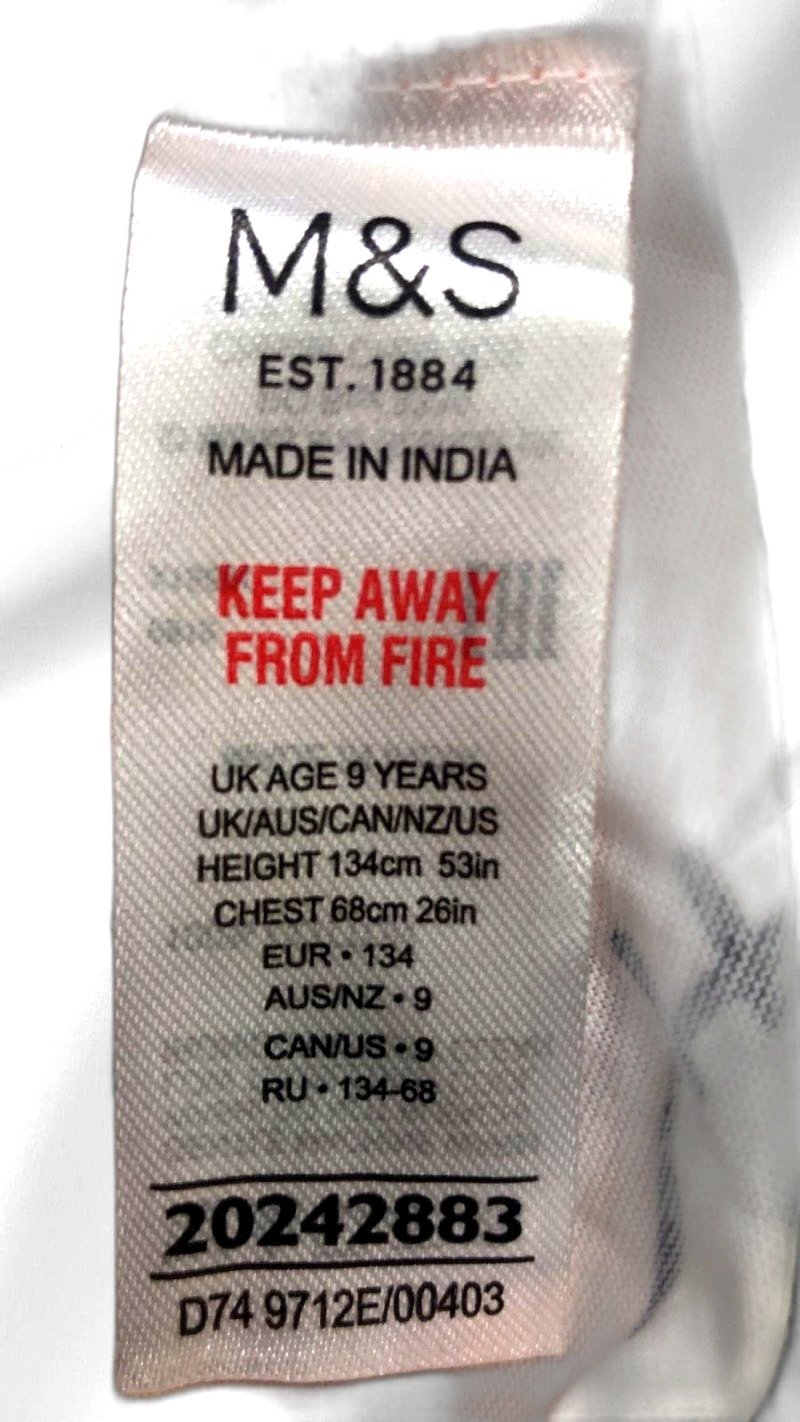 M&S
EST. 1884
MADE IN INDIA
KEEP AWAY
FROM FIRE
UK AGE 9 YEARS
UK/AUS/CAN/NZ/US
HEIGHT 134cm 53in
CHEST 68cm 26in
EUR • 134
AUS/NZ • 9
CAN/US • 9
RU • 134-68
20242883
D74 9712E/00403